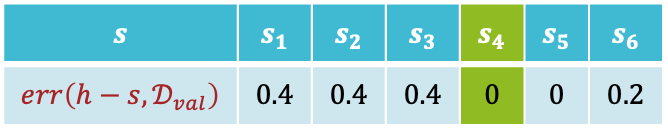 s s₁ s₂ s₃ s₄ s₅ s₆
err(h − s, 𝒟ᵥₐₗ) 0.4 0.4 0.4 0 0 0.2